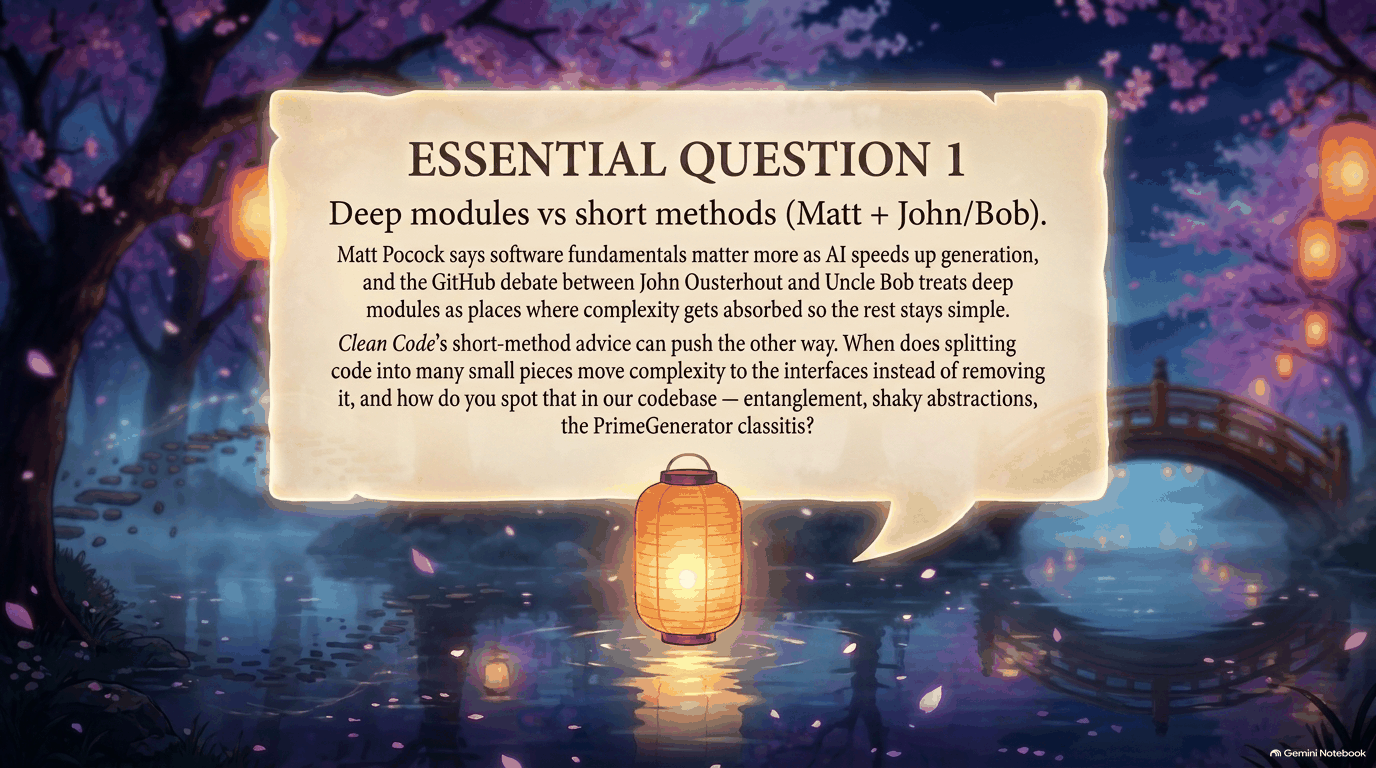 ESSENTIAL QUESTION 1
Deep modules vs short methods (Matt + John/Bob).
Matt Pocock says software fundamentals matter more as AI speeds up generation,
and the GitHub debate between John Ousterhout and Uncle Bob treats deep
modules as places where complexity gets absorbed so the rest stays simple.
Clean Code's short-method advice can push the other way. When does splitting
code into many small pieces move complexity to the interfaces instead of removing
it, and how do you spot that in our codebase — entanglement, shaky abstractions,
the PrimeGenerator classitis?
Gemini Notebook